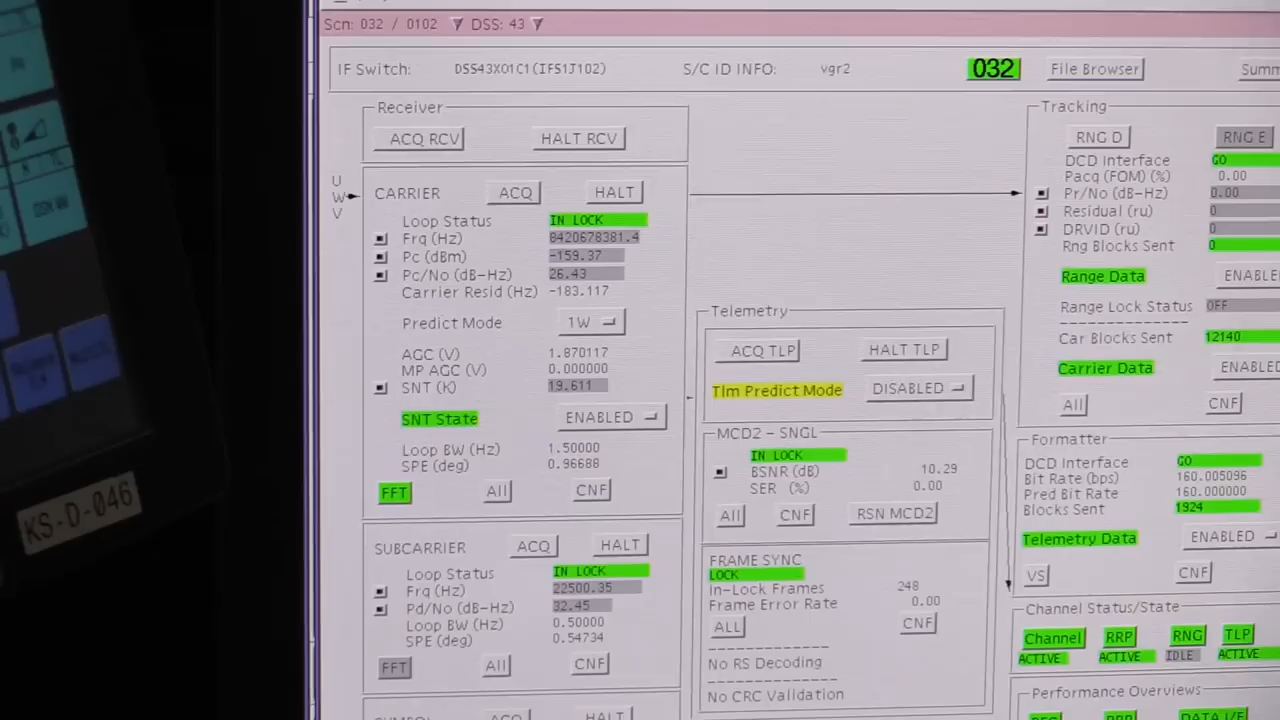 Scn: 032 / 0102 DSS: 43
IF Switch: DSS43X01C1(IFS1J102) S/C ID INFO: vgr2 032 File Browser Summ
Receiver
ACQ RCV HALT RCV
U
W
V
CARRIER ACQ HALT
Loop Status IN LOCK
Frq (Hz) 8420678381.4
Pc (dBm) -159.37
Pc/No (dB-Hz) 26.43
Carrier Resid (Hz) -183.117
Predict Mode 1W
AGC (V) 1.870117
MP AGC (V) 0.000000
SNT (K) 19.611
SNT State ENABLED
Loop BW (Hz) 1.50000
SPE (deg) 0.96688
FFT All CNF
SUBCARRIER ACQ HALT
Loop Status IN LOCK
Frq (Hz) 22500.35
Pd/No (dB-Hz) 32.45
Loop BW (Hz) 0.50000
SPE (deg) 0.54734
FFT All CNF
ACQ HALT
Telemetry
ACQ TLP HALT TLP
Tlm Predict Mode DISABLED
MCD2 - SNGL
IN LOCK
BSNR (dB) 10.29
SER (%) 0.00
All CNF RSN MCD2
FRAME SYNC
LOCK
In-Lock Frames 248
Frame Error Rate 0.00
ALL CNF
No RS Decoding
No CRC Validation
Tracking
RNG D RNG E
DCD Interface GO
Pacq (FOM) (%) 0.00
Pr/No (dB-Hz) 0.00
Residual (ru) 0
DRVID (ru) 0
Rng Blocks Sent 0
Range Data ENABLE
Range Lock Status OFF
Car Blocks Sent 12140
Carrier Data ENABLE
All CNF
Formatter
DCD Interface GO
Bit Rate (bps) 160.005096
Pred Bit Rate 160.000000
Blocks Sent 1924
Telemetry Data ENABLED
VS CNF
Channel Status/State
Channel RRP RNG TLP
ACTIVE ACTIVE IDLE ACTIVE
Performance Overviews
RRP DATA I/F
KS-D-046